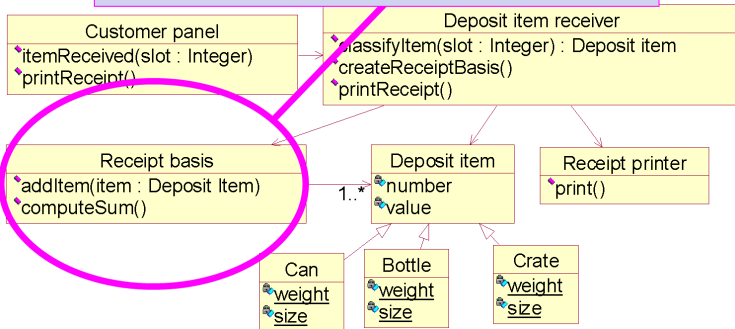 Customer panel
itemReceived(slot : Integer)
printReceipt()
Deposit item receiver
classifyItem(slot : Integer) : Deposit item
createReceiptBasis()
printReceipt()
Receipt basis
addItem(item : Deposit Item)
computeSum()
1..*
Deposit item
number
value
Receipt printer
print()
Can
weight
size
Bottle
weight
size
Crate
weight
size